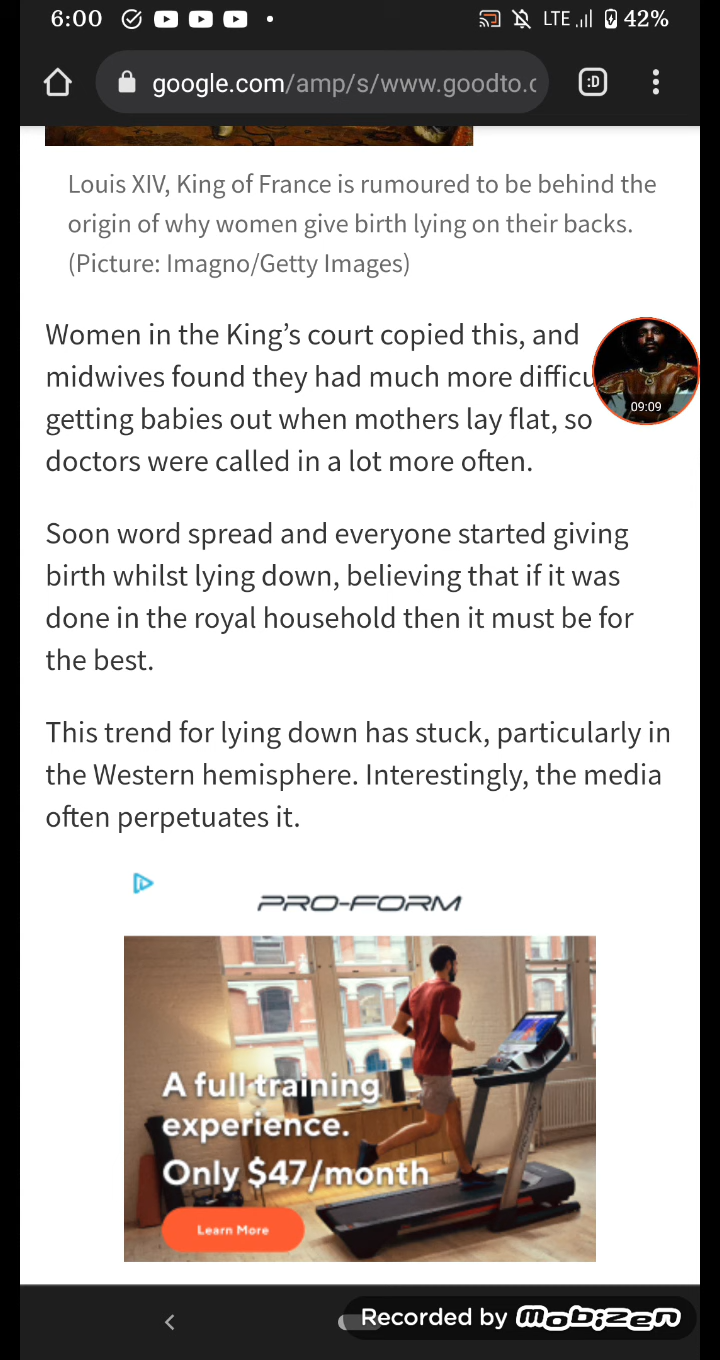 6:00 LTE 42%
google.com/amp/s/www.goodto.c :D
Louis XIV, King of France is rumoured to be behind the
origin of why women give birth lying on their backs.
(Picture: Imagno/Getty Images)
Women in the King's court copied this, and
midwives found they had much more difficu
09:09
getting babies out when mothers lay flat, so
doctors were called in a lot more often.
Soon word spread and everyone started giving
birth whilst lying down, believing that if it was
done in the royal household then it must be for
the best.
This trend for lying down has stuck, particularly in
the Western hemisphere. Interestingly, the media
often perpetuates it.
PRO-FORM
A full training
experience.
Only $47/month
Learn More
Recorded by mobizen